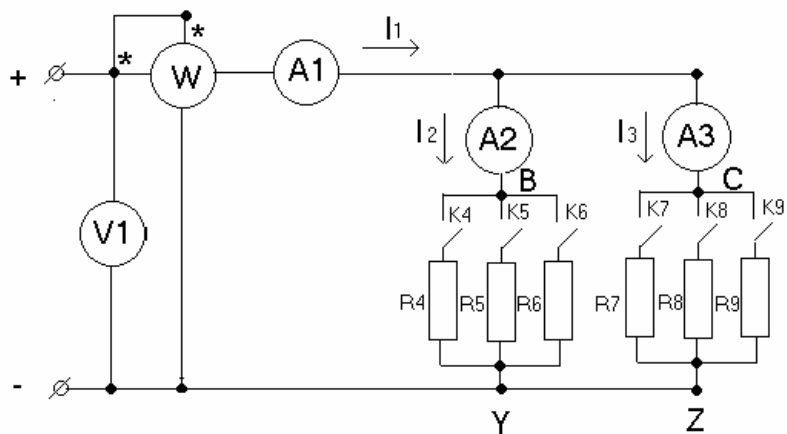 I1
* *
+ W A1
A2 A3
I2 I3
B C
K4 K5 K6 K7 K8 K9
V1
R4 R5 R6 R7 R8 R9
-
Y Z